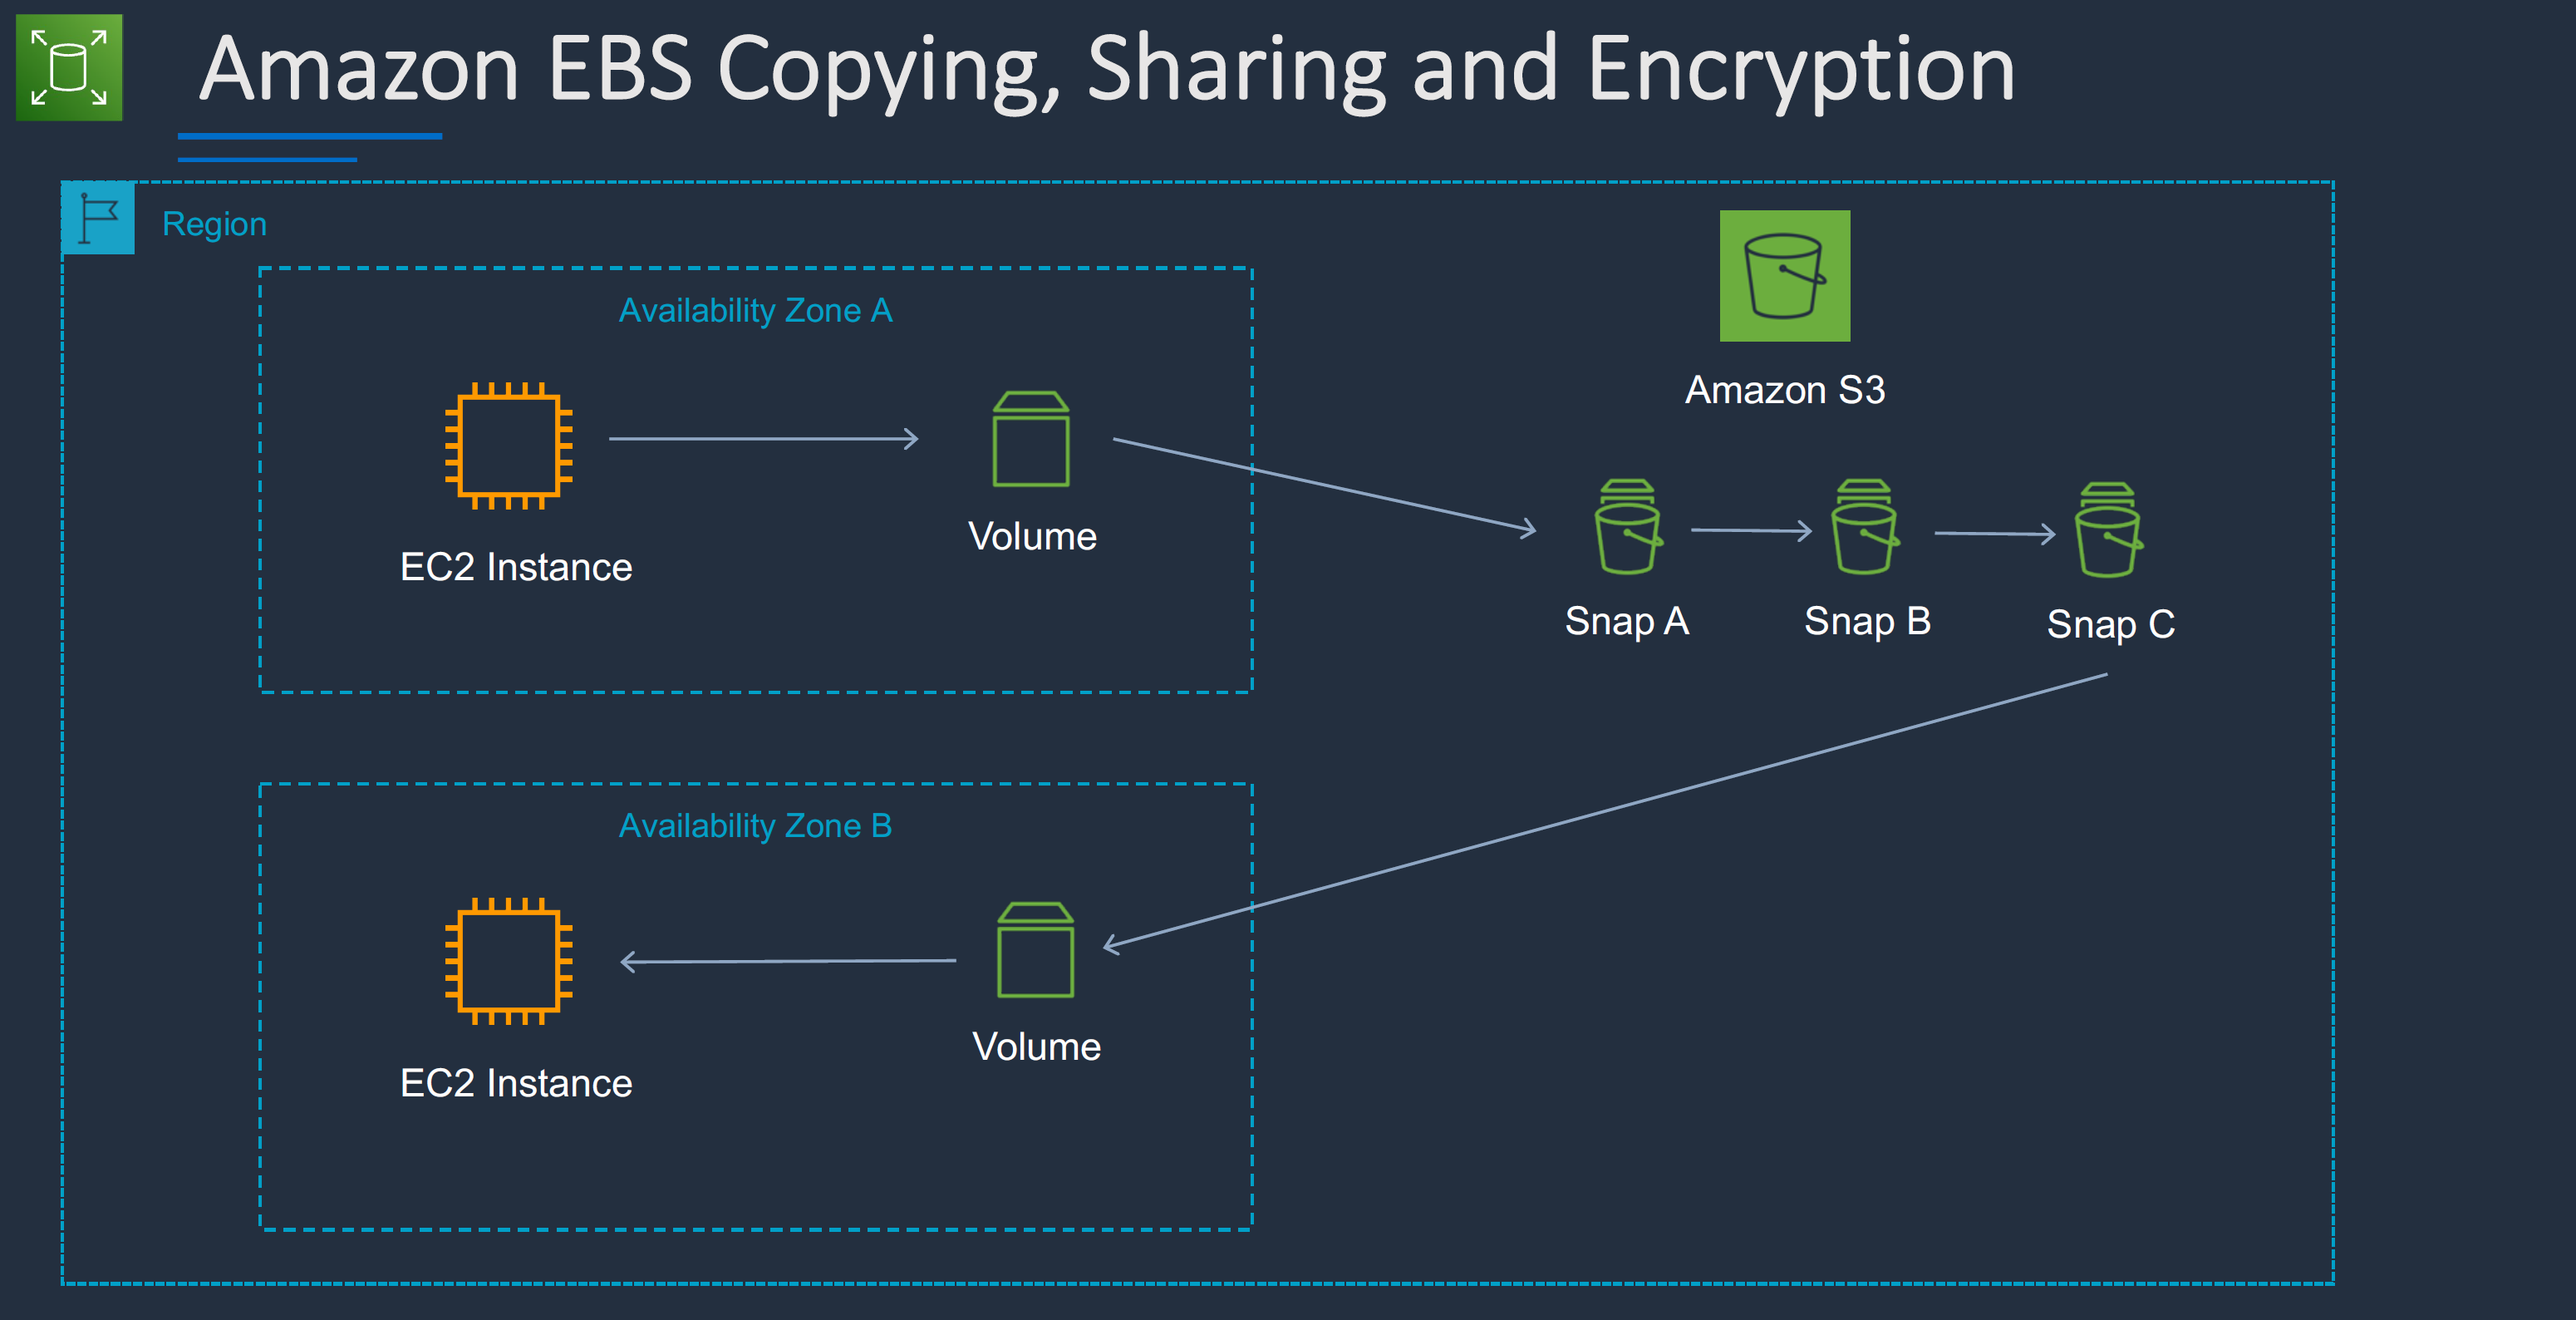 Amazon EBS Copying, Sharing and Encryption
Region
Availability Zone A
EC2 Instance
Volume
Amazon S3
Snap A
Snap B
Snap C
Availability Zone B
EC2 Instance
Volume